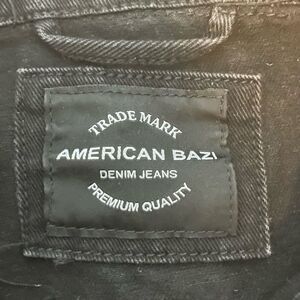 TRADE MARK
AMERICAN BAZI
DENIM JEANS
PREMIUM QUALITY